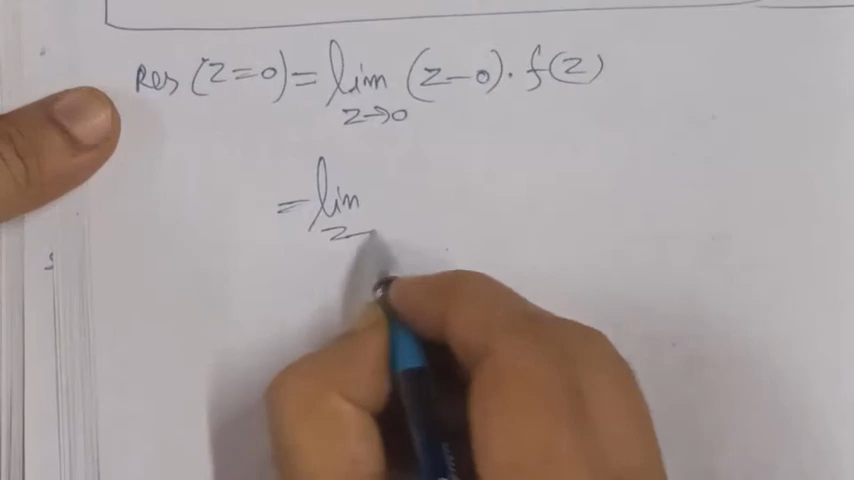 Res (z=0) = lim (z-0). f(z)
z→0
= lim
z